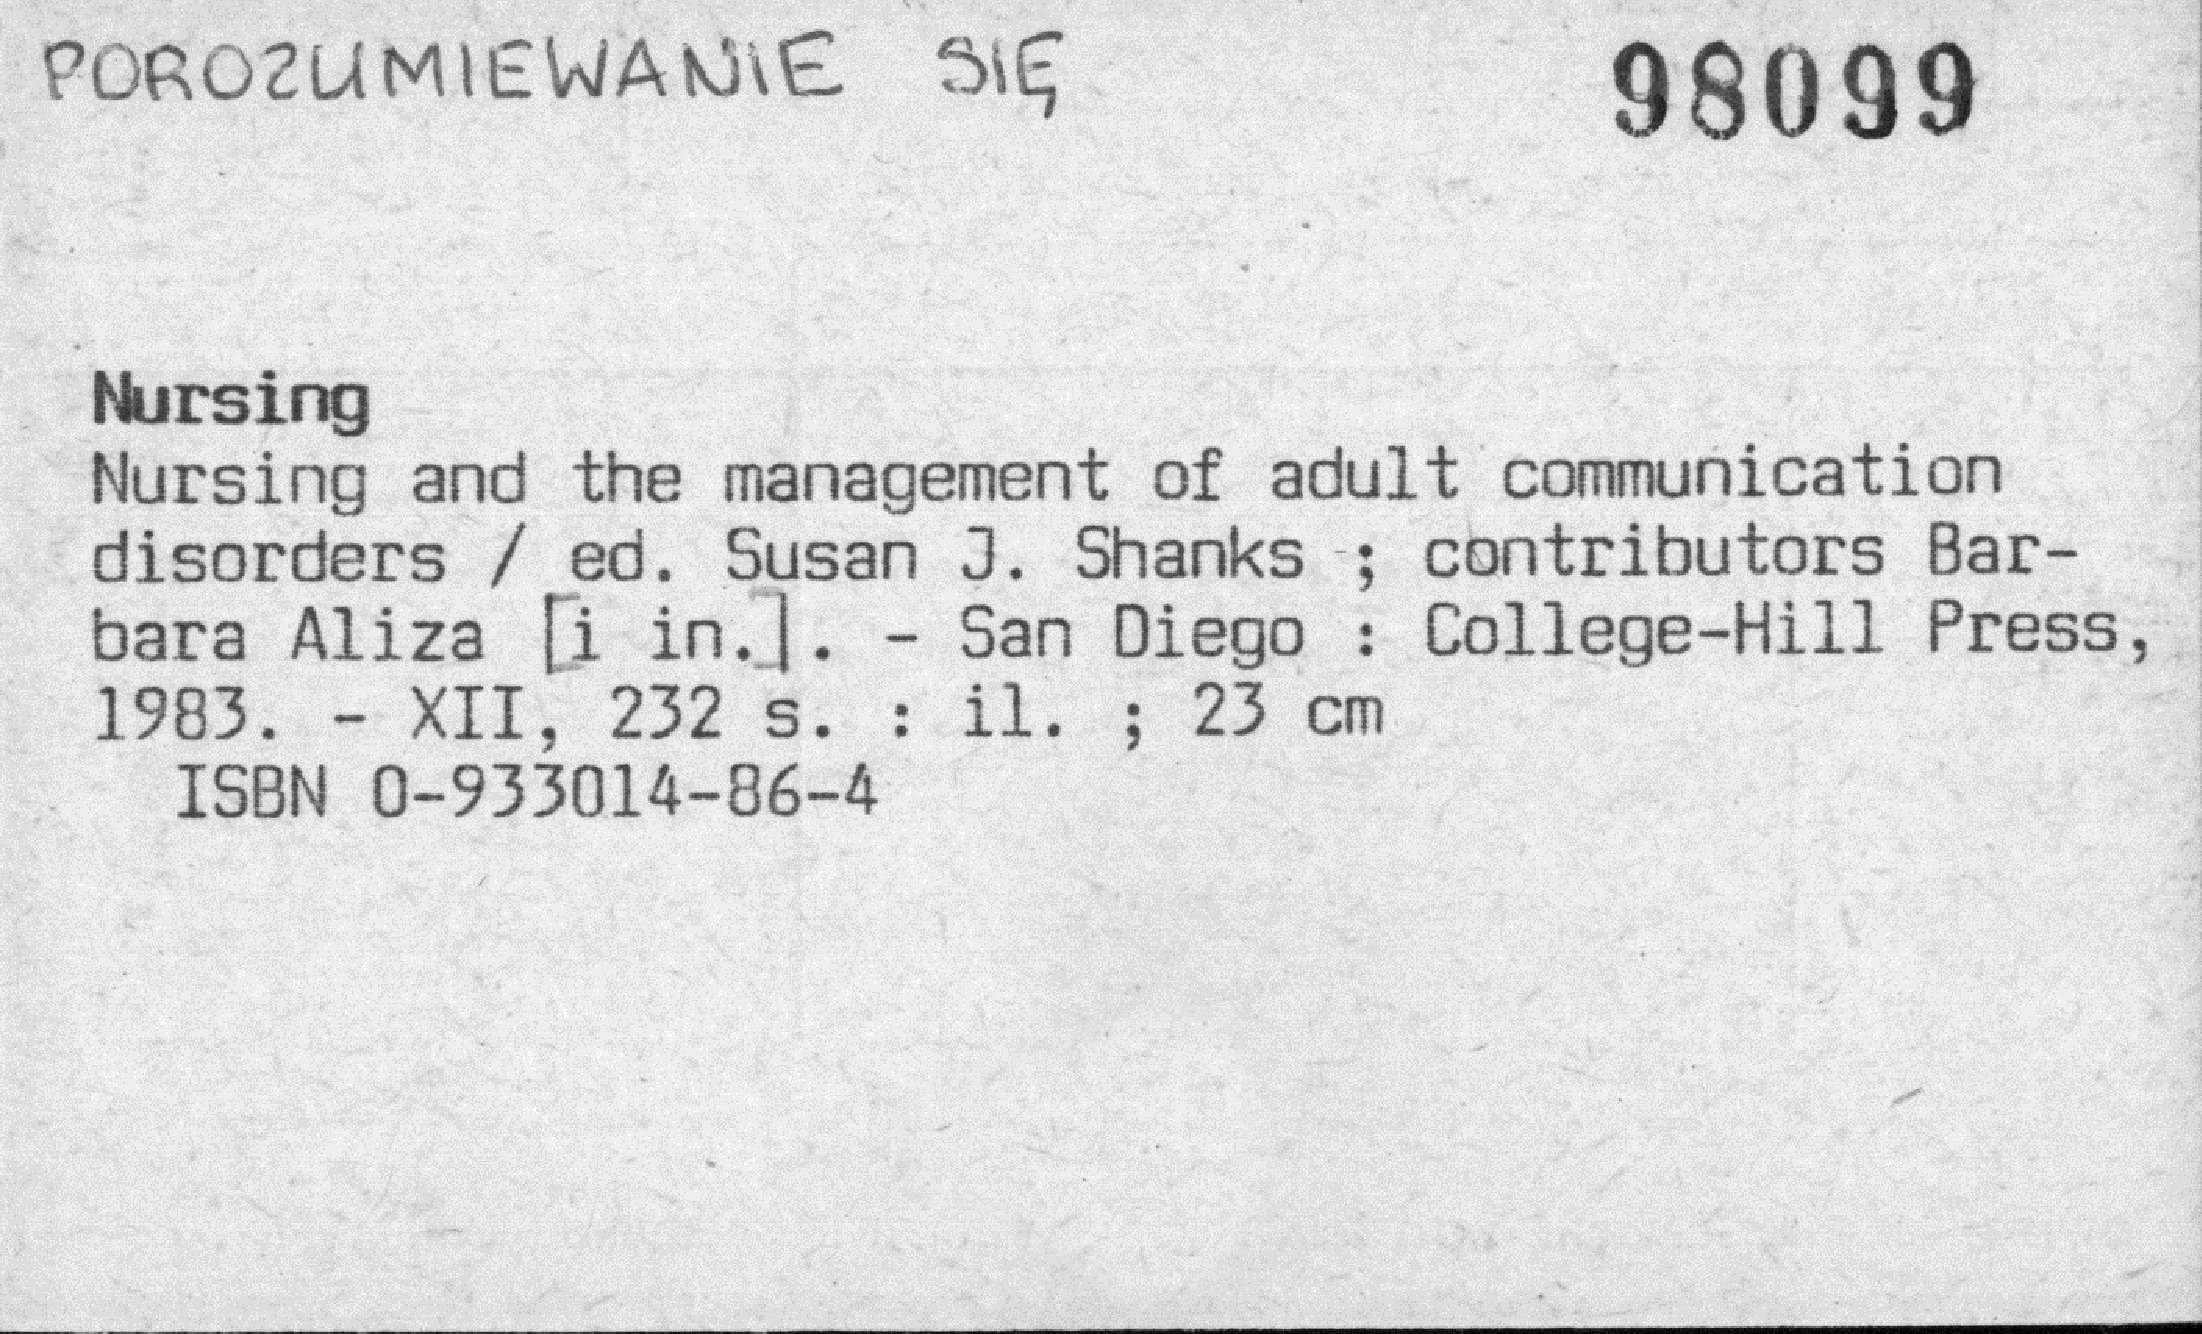 POROZUMIEWANIE SIĘ 98099
Nursing
Nursing and the management of adult communication
disorders / ed. Susan J. Shanks ; contributors Bar-
bara Aliza [i in.]. - San Diego : College-Hill Press,
1983. - XII, 232 s. : il. ; 23 cm
ISBN 0-933014-86-4